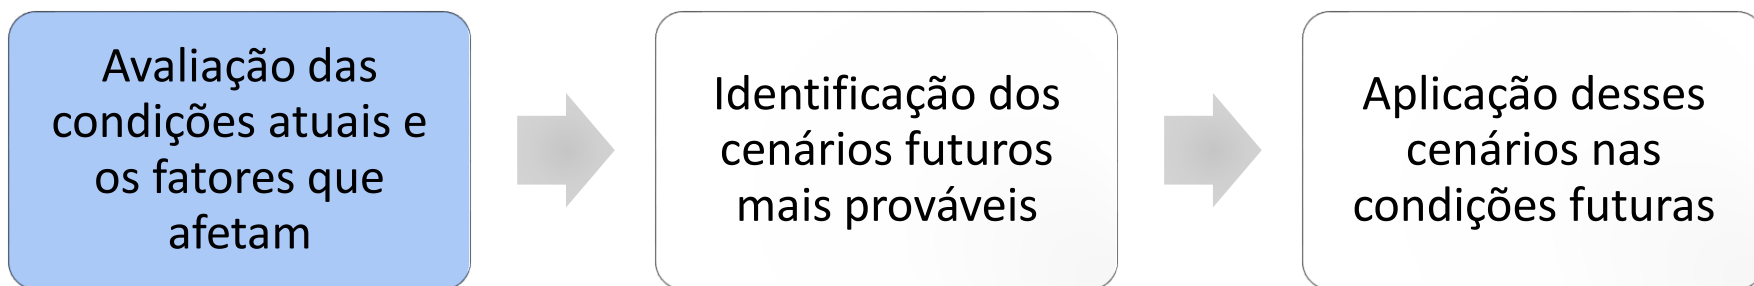 Avaliação das
condições atuais e
os fatores que
afetam
Identificação dos
cenários futuros
mais prováveis
Aplicação desses
cenários nas
condições futuras